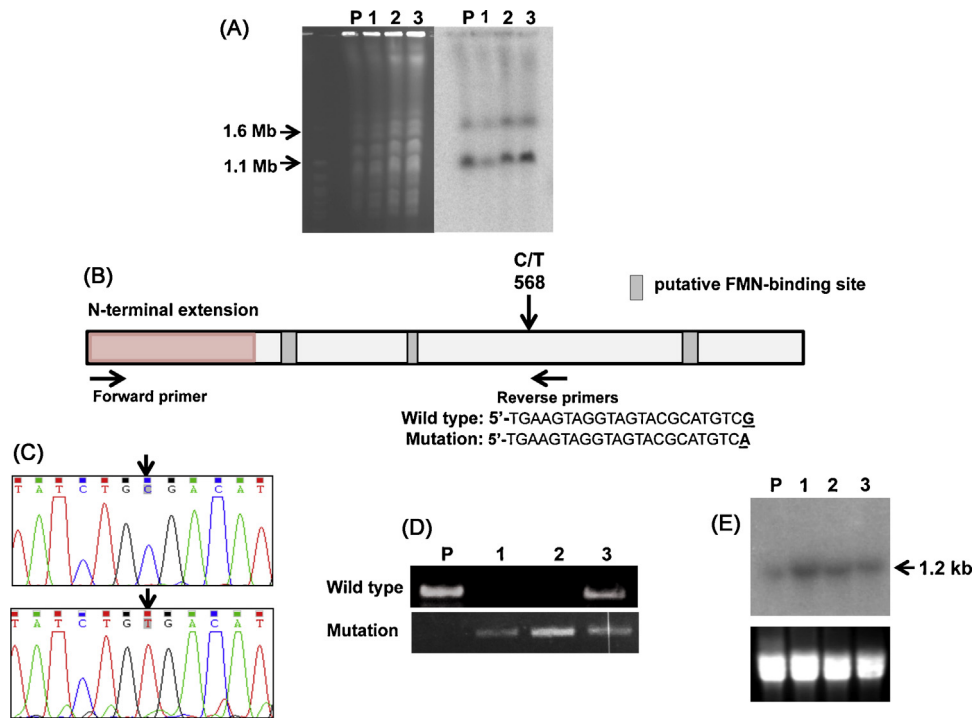 (A)
P 1 2 3
P 1 2 3
1.6 Mb
1.1 Mb
(B)
C/T
568
putative FMN-binding site
N-terminal extension
Forward primer
Reverse primers
Wild type: 5'-TGAAGTAGGTAGTACGCATGTCG
Mutation: 5'-TGAAGTAGGTAGTACGCATGTCA
(C)
T A T C T G C G A C A T
T A T C T G T G A C A T
(D)
P 1 2 3
Wild type
Mutation
(E)
P 1 2 3
1.2 kb